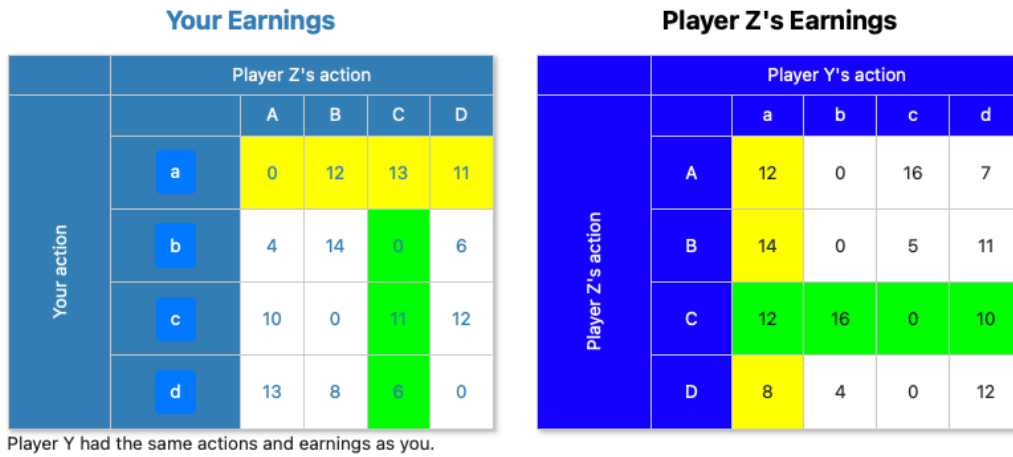 Your Earnings
Player Z's action
A B C D
Your action
a 0 12 13 11
b 4 14 0 6
c 10 0 11 12
d 13 8 6 0
Player Y had the same actions and earnings as you.
Player Z's Earnings
Player Y's action
a b c d
Player Z's action
A 12 0 16 7
B 14 0 5 11
C 12 16 0 10
D 8 4 0 12